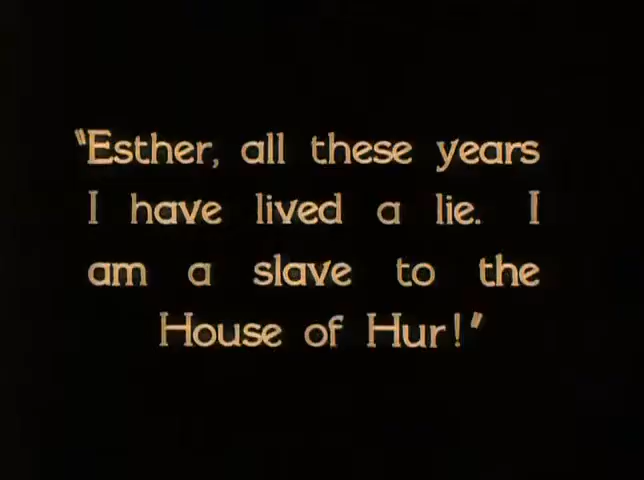 "Esther, all these years
I have lived a lie. I
am a slave to the
House of Hur!"